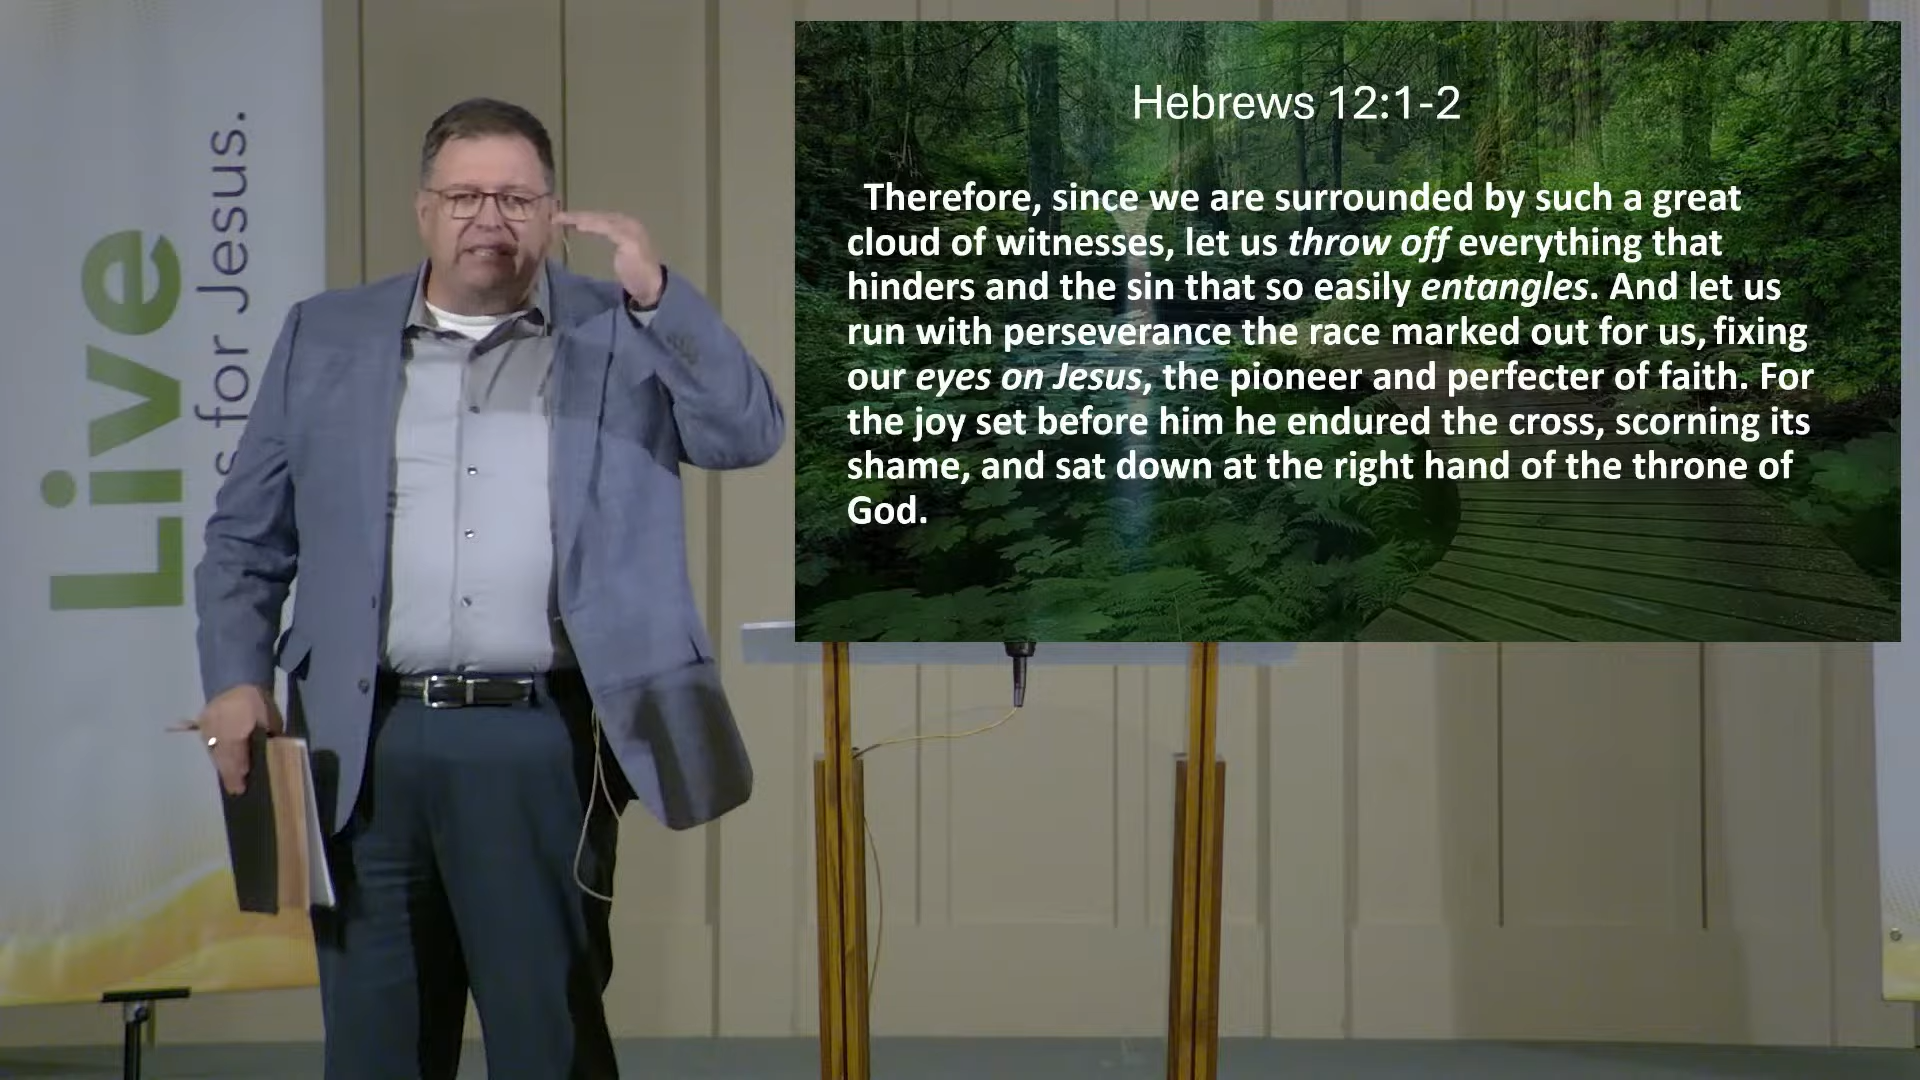 Live
s for Jesus.
Hebrews 12:1-2
Therefore, since we are surrounded by such a great
cloud of witnesses, let us throw off everything that
hinders and the sin that so easily entangles. And let us
run with perseverance the race marked out for us, fixing
our eyes on Jesus, the pioneer and perfecter of faith. For
the joy set before him he endured the cross, scorning its
shame, and sat down at the right hand of the throne of
God.